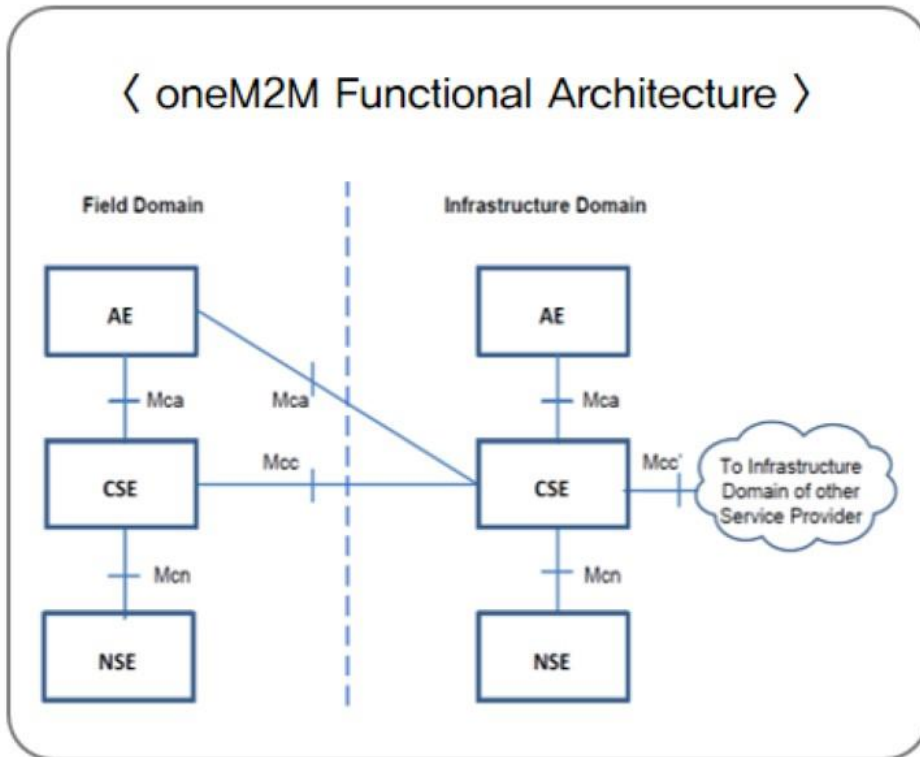 〈 oneM2M Functional Architecture 〉
Field Domain
Infrastructure Domain
AE
AE
Mca
Mca
Mca
Mcc
Mcc'
CSE
CSE
To Infrastructure
Domain of other
Service Provider
Mcn
Mcn
NSE
NSE